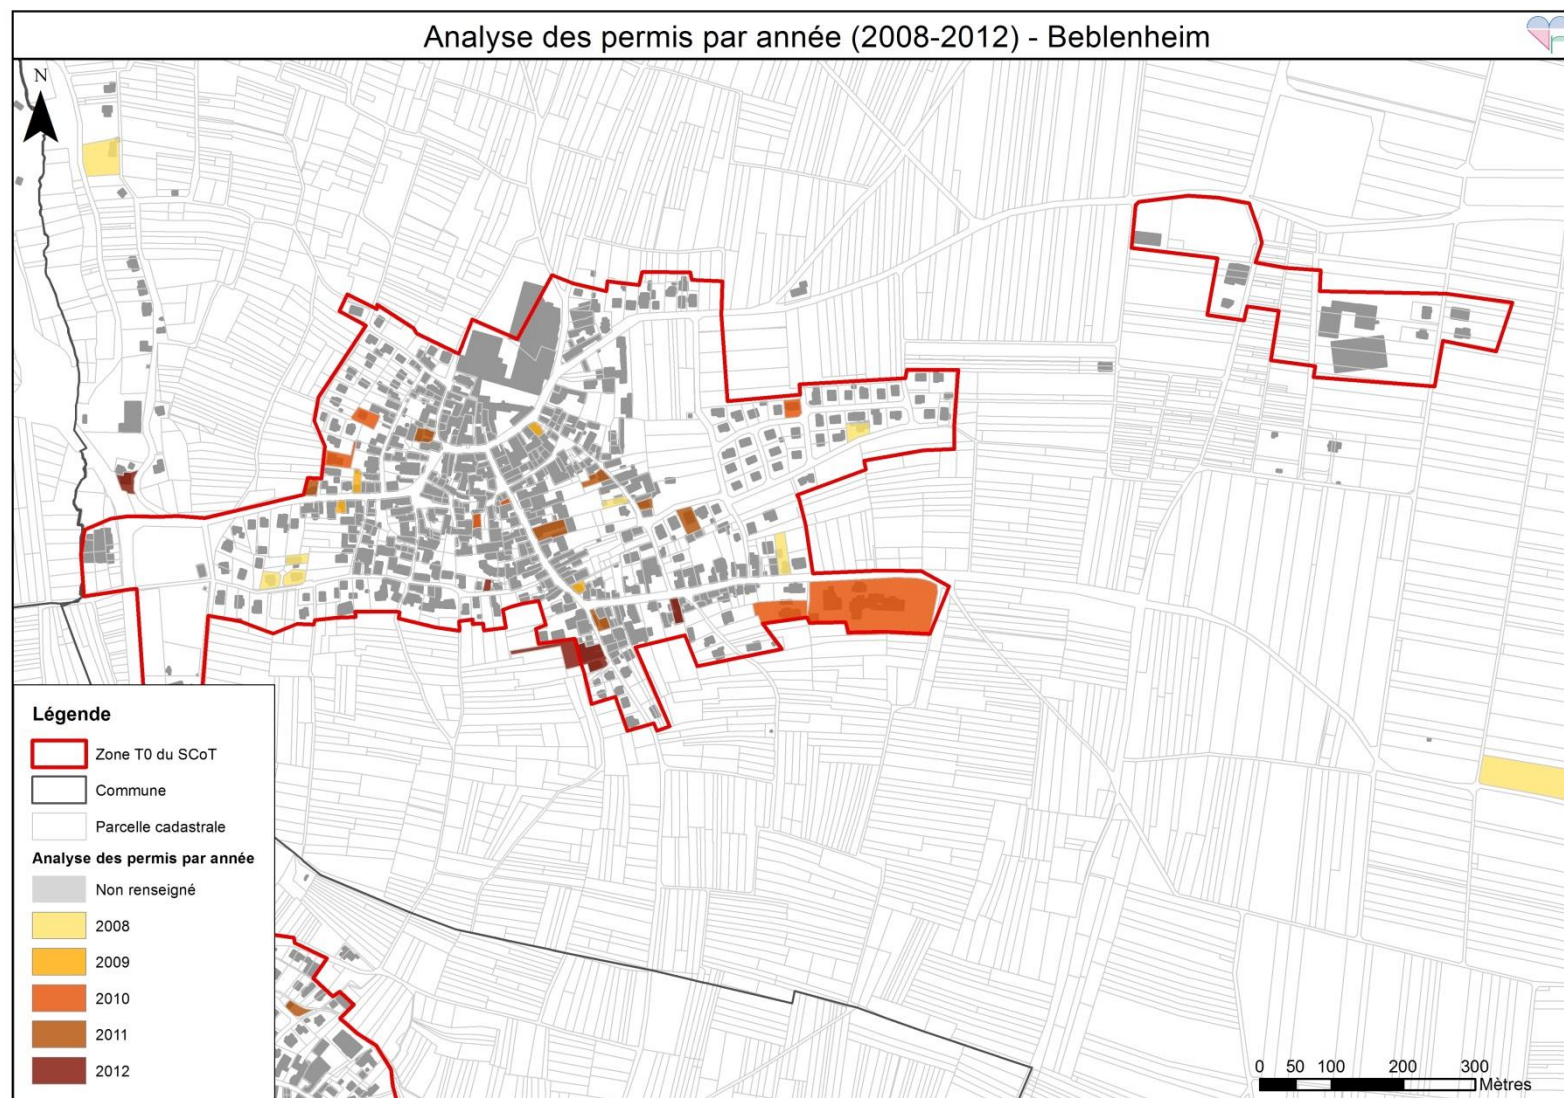 Analyse des permis par année (2008-2012) - Beblenheim
N
Légende
Zone T0 du SCoT
Commune
Parcelle cadastrale
Analyse des permis par année
Non renseigné
2008
2009
2010
2011
2012
0 50 100 200 300
Mètres